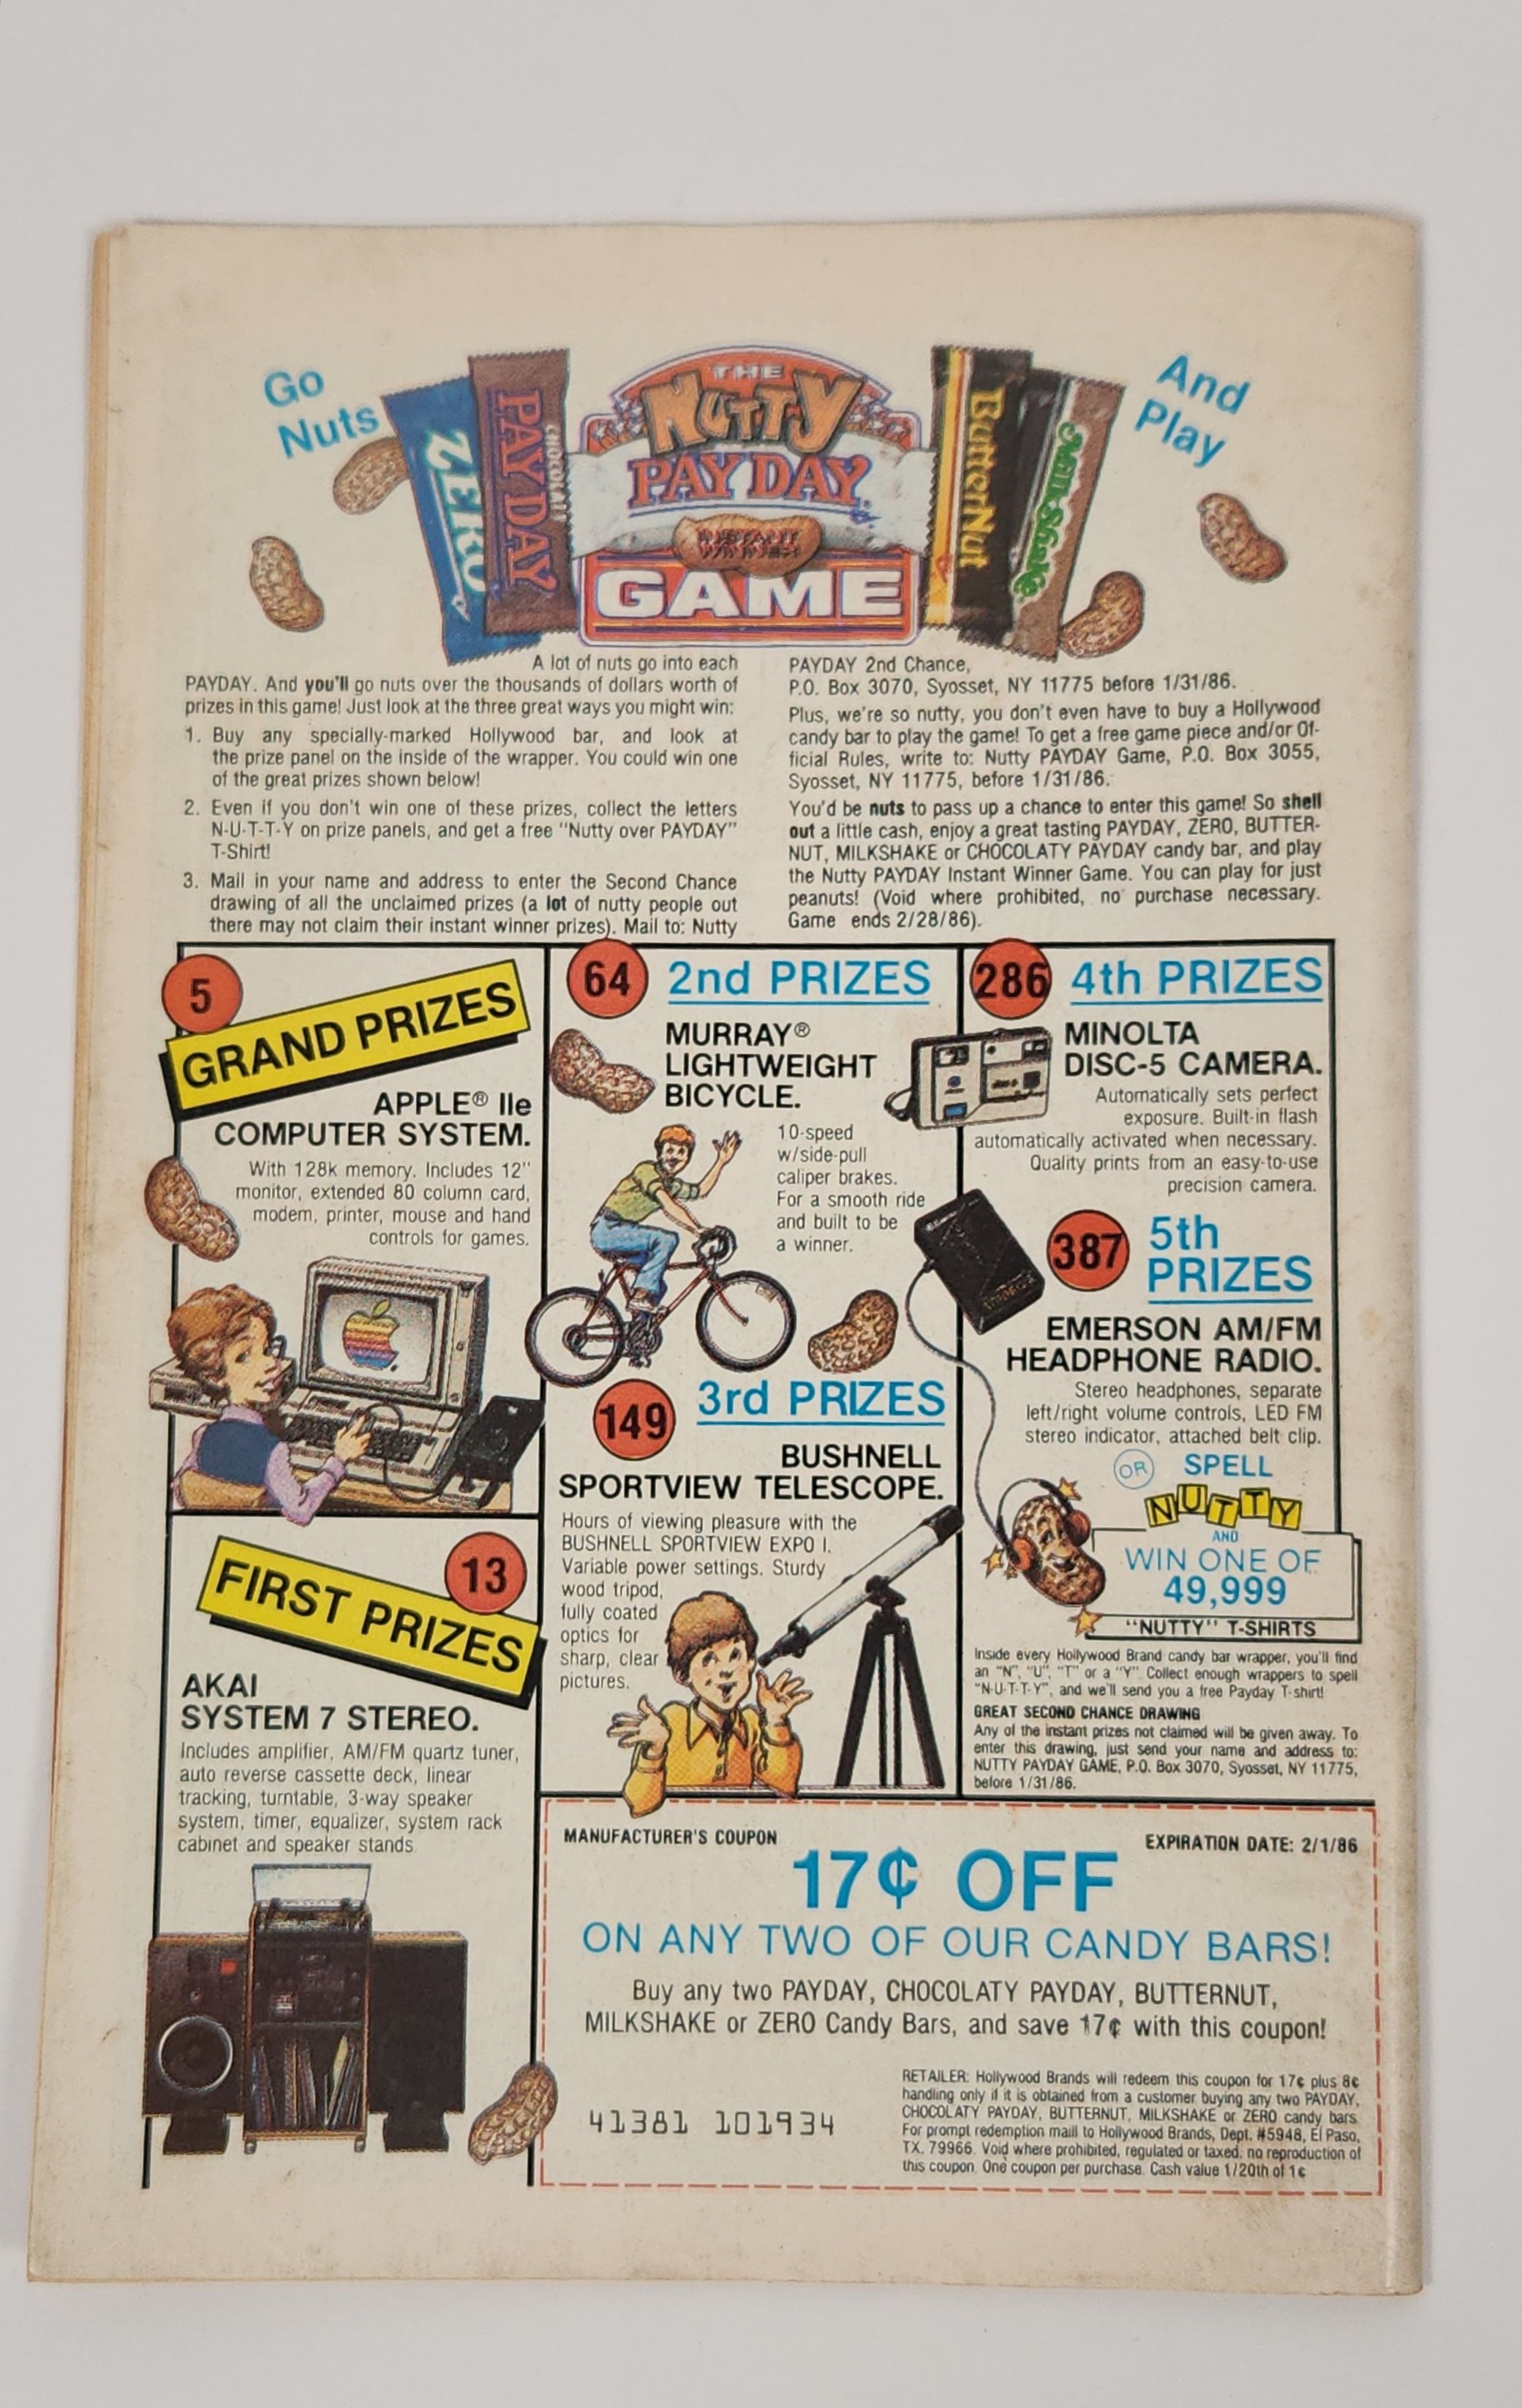 Go
Nuts
ZERO
CHOCOLATY
PAY DAY
THE
NUTTY
PAY DAY
INSTANT
WINNER!
GAME
ButterNut
Milk Shake
And
Play
A lot of nuts go into each
PAYDAY. And you'll go nuts over the thousands of dollars worth of
prizes in this game! Just look at the three great ways you might win:
1. Buy any specially-marked Hollywood bar, and look at
the prize panel on the inside of the wrapper. You could win one
of the great prizes shown below!
2. Even if you don't win one of these prizes, collect the letters
N-U-T-T-Y on prize panels, and get a free "Nutty over PAYDAY"
T-Shirt!
3. Mail in your name and address to enter the Second Chance
drawing of all the unclaimed prizes (a lot of nutty people out
there may not claim their instant winner prizes). Mail to: Nutty
PAYDAY 2nd Chance,
P.O. Box 3070, Syosset, NY 11775 before 1/31/86.
Plus, we're so nutty, you don't even have to buy a Hollywood
candy bar to play the game! To get a free game piece and/or Of-
ficial Rules, write to: Nutty PAYDAY Game, P.O. Box 3055,
Syosset, NY 11775, before 1/31/86.
You'd be nuts to pass up a chance to enter this game! So shell
out a little cash, enjoy a great tasting PAYDAY, ZERO, BUTTER-
NUT, MILKSHAKE or CHOCOLATY PAYDAY candy bar, and play
the Nutty PAYDAY Instant Winner Game. You can play for just
peanuts! (Void where prohibited, no purchase necessary.
Game ends 2/28/86).
5
GRAND PRIZES
APPLE® IIe
COMPUTER SYSTEM.
With 128k memory. Includes 12"
monitor, extended 80 column card,
modem, printer, mouse and hand
controls for games.
13
FIRST PRIZES
AKAI
SYSTEM 7 STEREO.
Includes amplifier, AM/FM quartz tuner,
auto reverse cassette deck, linear
tracking, turntable, 3-way speaker
system, timer, equalizer, system rack
cabinet and speaker stands
64
2nd PRIZES
MURRAY®
LIGHTWEIGHT
BICYCLE.
10-speed
w/side-pull
caliper brakes.
For a smooth ride
and built to be
a winner.
149
3rd PRIZES
BUSHNELL
SPORTVIEW TELESCOPE.
Hours of viewing pleasure with the
BUSHNELL SPORTVIEW EXPO I.
Variable power settings. Sturdy
wood tripod,
fully coated
optics for
sharp, clear
pictures.
286
4th PRIZES
MINOLTA
DISC-5 CAMERA.
Automatically sets perfect
exposure. Built-in flash
automatically activated when necessary.
Quality prints from an easy-to-use
precision camera.
387
5th
PRIZES
EMERSON AM/FM
HEADPHONE RADIO.
Stereo headphones, separate
left/right volume controls, LED FM
stereo indicator, attached belt clip.
OR SPELL
NUTTY
AND
WIN ONE OF
49,999
"NUTTY" T-SHIRTS
Inside every Hollywood Brand candy bar wrapper, you'll find
an "N", "U", "T" or a "Y". Collect enough wrappers to spell
"N-U-T-T-Y", and we'll send you a free Payday T-shirt!
GREAT SECOND CHANCE DRAWING
Any of the instant prizes not claimed will be given away. To
enter this drawing, just send your name and address to:
NUTTY PAYDAY GAME, P.O. Box 3070, Syosset, NY 11775,
before 1/31/86.
MANUFACTURER'S COUPON
EXPIRATION DATE: 2/1/86
17¢ OFF
ON ANY TWO OF OUR CANDY BARS!
Buy any two PAYDAY, CHOCOLATY PAYDAY, BUTTERNUT,
MILKSHAKE or ZERO Candy Bars, and save 17¢ with this coupon!
41381 101934
RETAILER: Hollywood Brands will redeem this coupon for 17¢ plus 8¢
handling only if it is obtained from a customer buying any two PAYDAY,
CHOCOLATY PAYDAY, BUTTERNUT, MILKSHAKE or ZERO candy bars
For prompt redemption maill to Hollywood Brands, Dept. #5948, El Paso,
TX. 79966. Void where prohibited, regulated or taxed, no reproduction of
this coupon. One coupon per purchase. Cash value 1/20th of 1¢